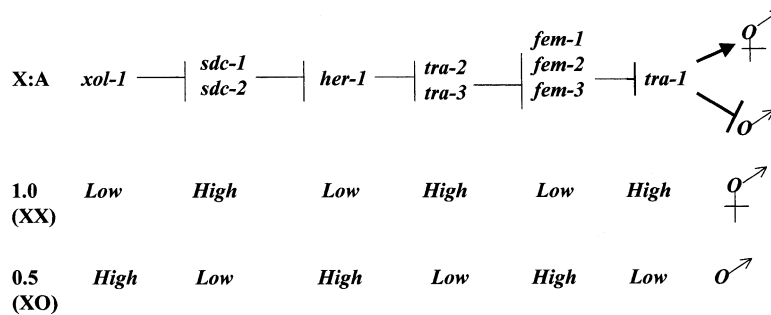 fem-1
sdc-1 tra-2 fem-2
X:A xol-1 her-1 tra-1
sdc-2 tra-3 fem-3
1.0 Low High Low High Low High
(XX)
0.5 High Low High Low High Low
(XO)